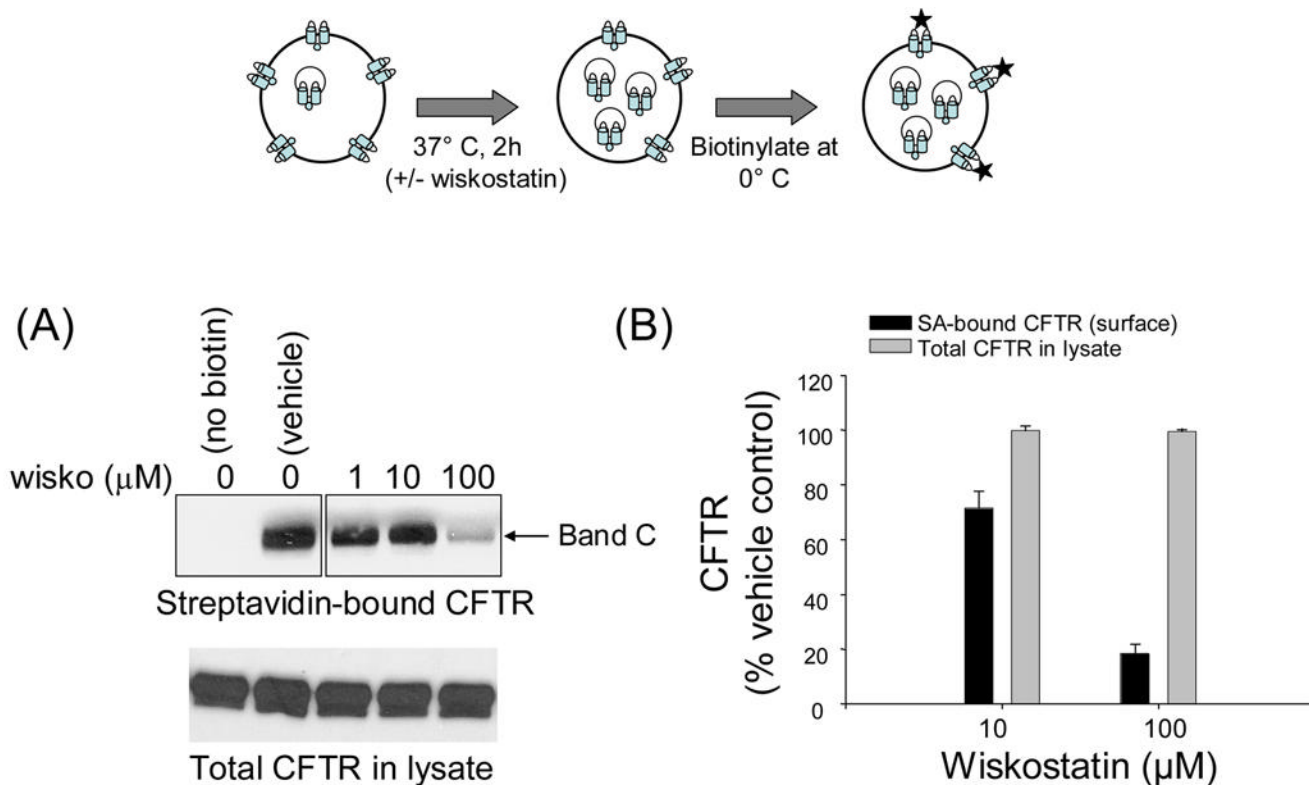 37° C, 2h
(+/- wiskostatin)
Biotinylate at
0° C
(A)
(no biotin)
(vehicle)
wisko (μM) 0 0 1 10 100
Band C
Streptavidin-bound CFTR
Total CFTR in lysate
(B)
SA-bound CFTR (surface)
Total CFTR in lysate
CFTR
(% vehicle control)
120
100
80
60
40
20
0
10 100
Wiskostatin (μM)